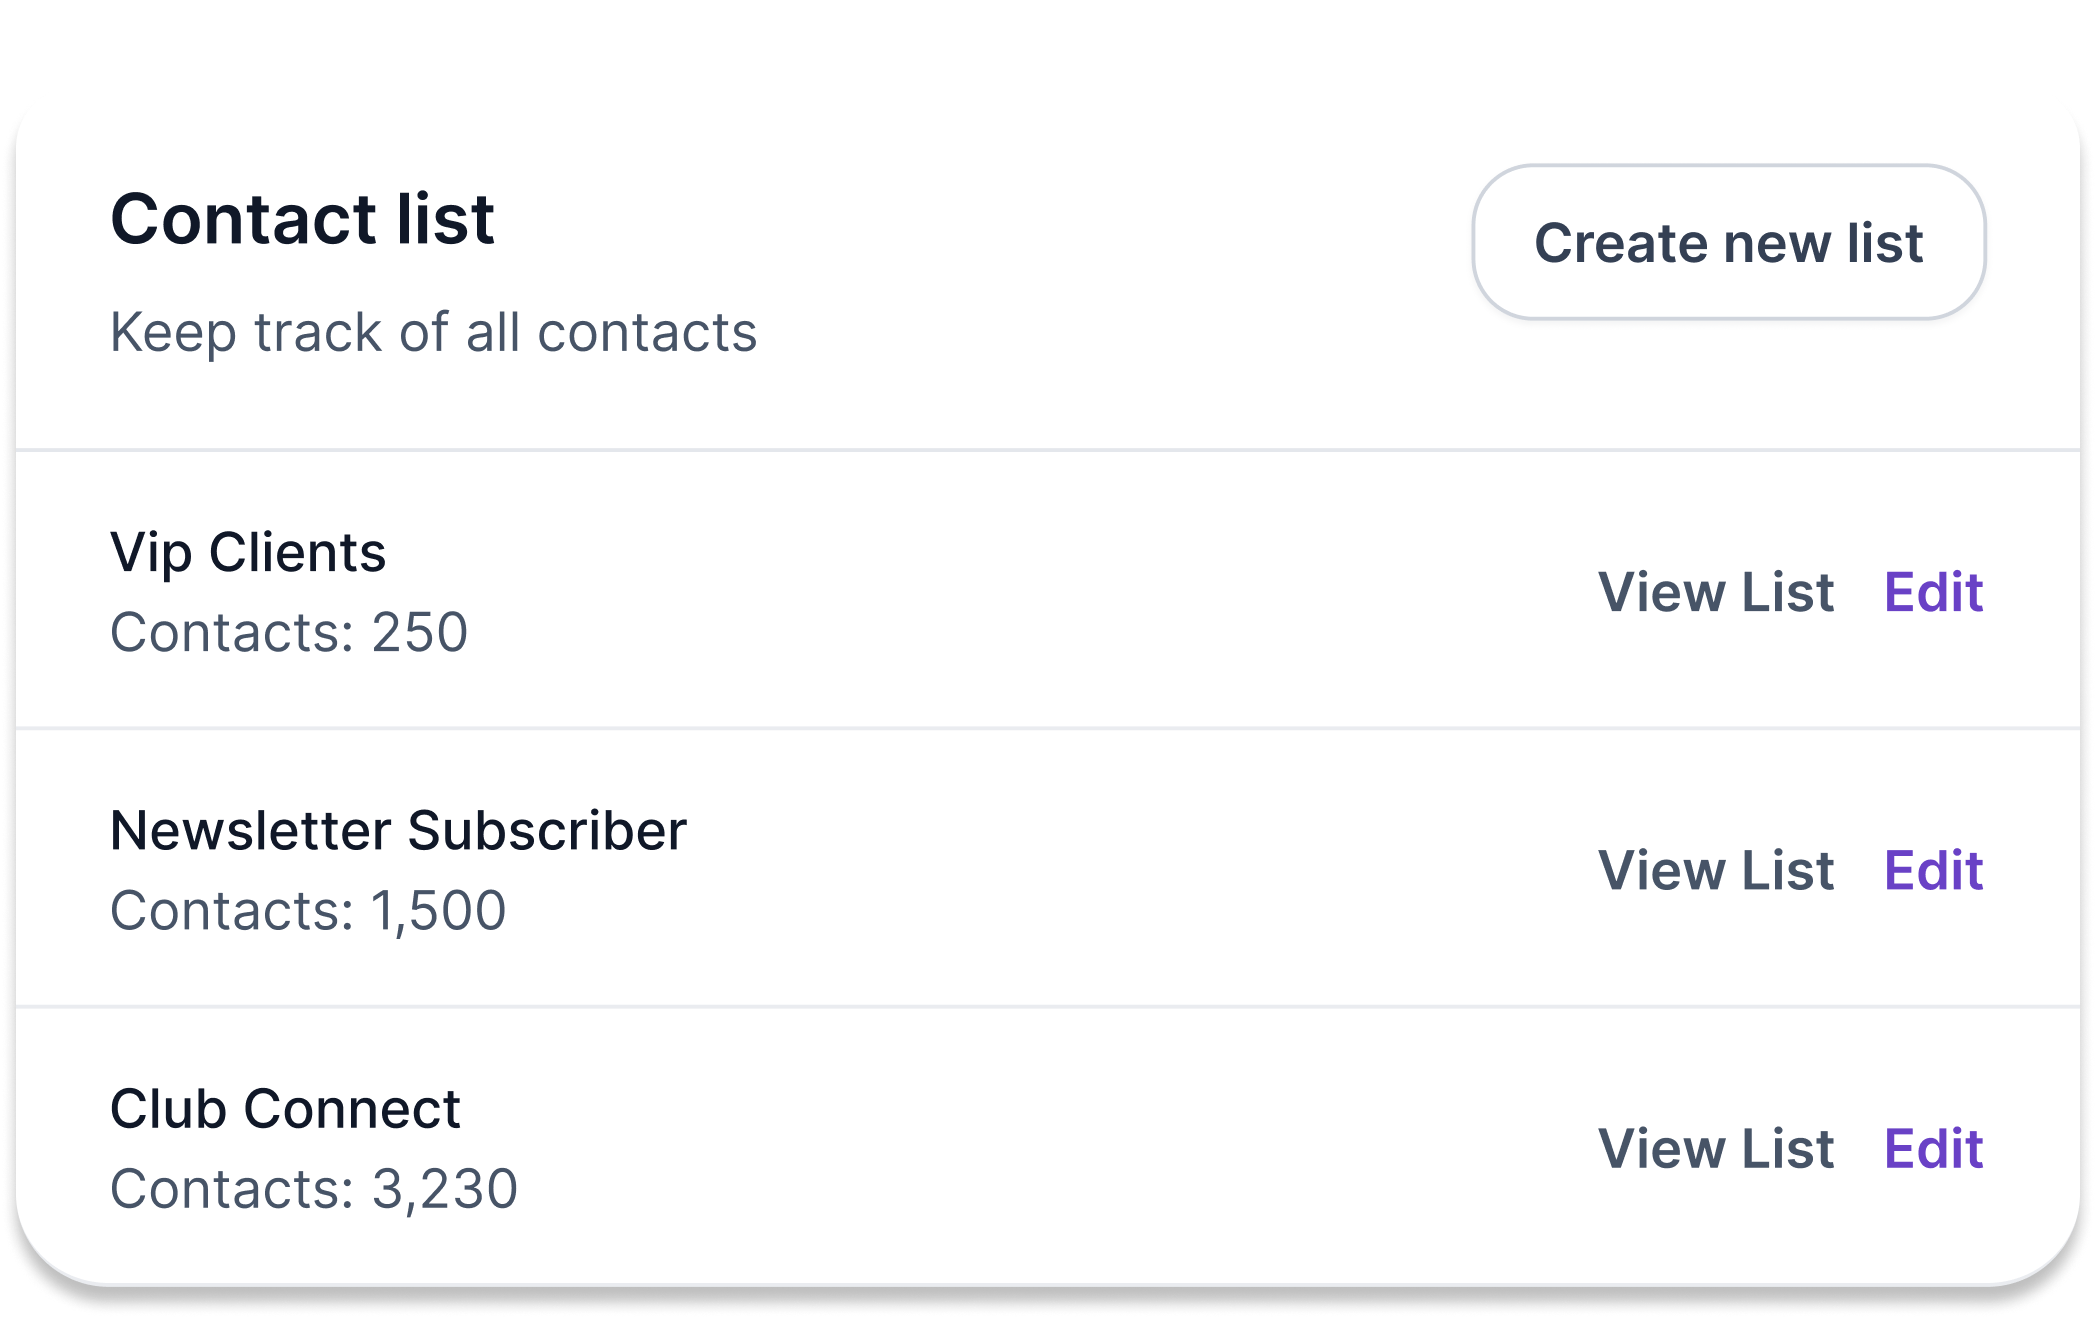 Contact list
Create new list
Keep track of all contacts
Vip Clients
Contacts: 250
View List Edit
Newsletter Subscriber
Contacts: 1,500
View List Edit
Club Connect
Contacts: 3,230
View List Edit